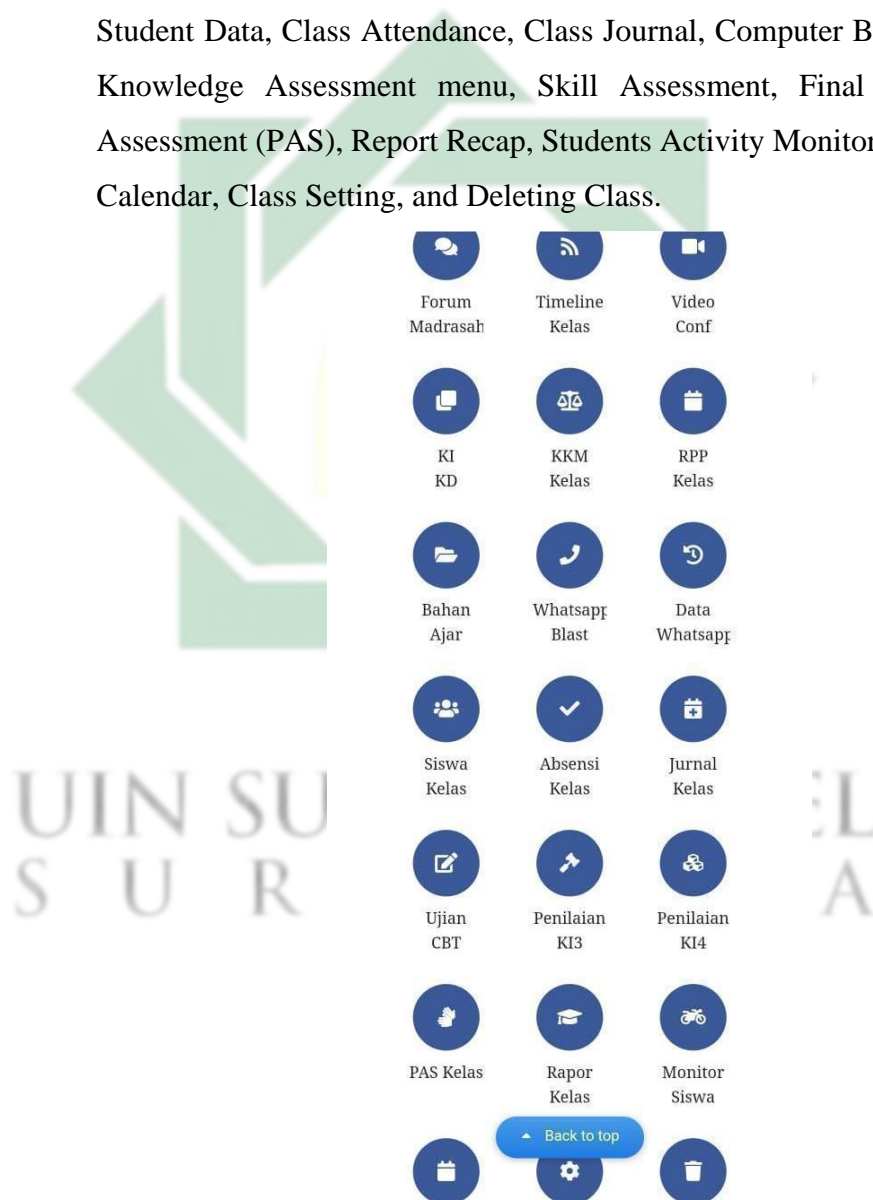 Student Data, Class Attendance, Class Journal, Computer B
Knowledge Assessment menu, Skill Assessment, Final
Assessment (PAS), Report Recap, Students Activity Monitor
Calendar, Class Setting, and Deleting Class.
Forum Timeline Video
Madrasah Kelas Conf
KI KKM RPP
KD Kelas Kelas
Bahan Whatsapp Data
Ajar Blast Whatsapp
Siswa Absensi Jurnal
Kelas Kelas Kelas
UIN SU EL
S U R A
Ujian Penilaian Penilaian
CBT KI3 KI4
PAS Kelas Rapor Monitor
Kelas Siswa
Back to top